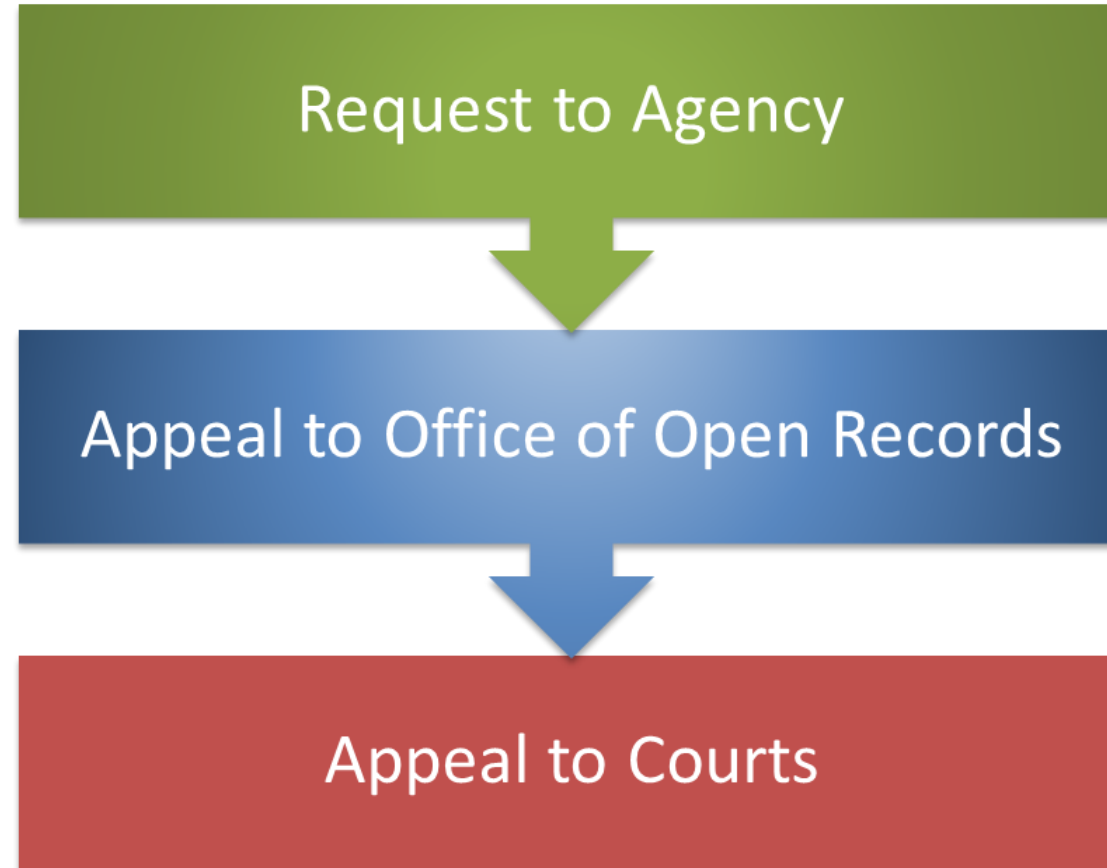 Request to Agency
Appeal to Office of Open Records
Appeal to Courts